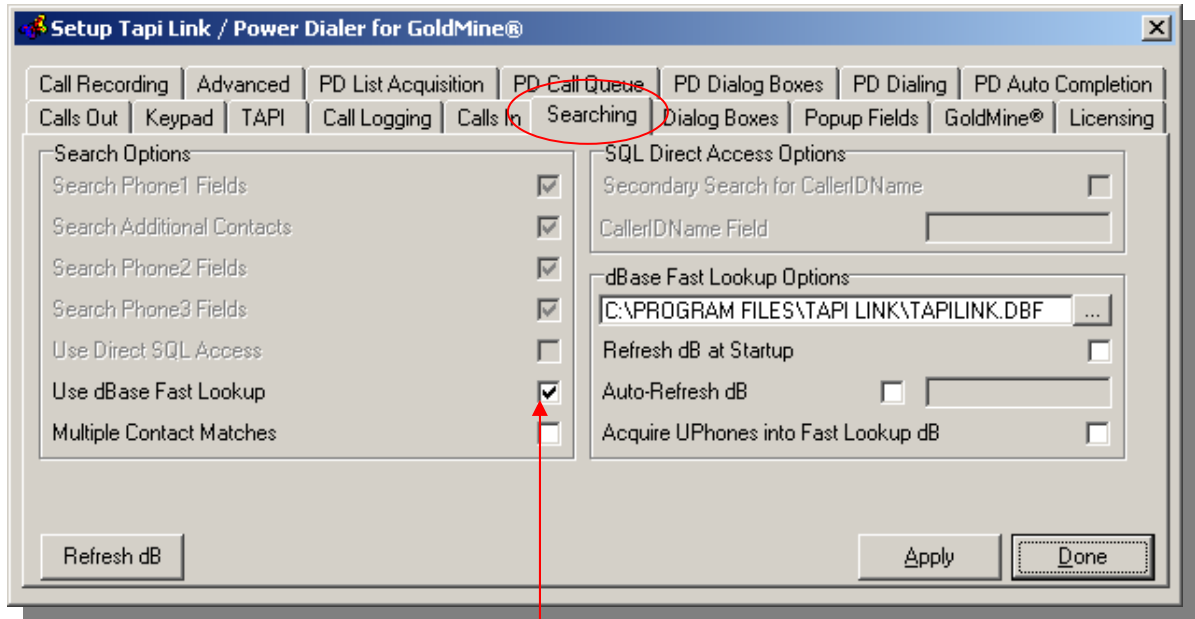 Setup Tapi Link / Power Dialer for GoldMine®
Call Recording Advanced PD List Acquisition PD Call Queue PD Dialog Boxes PD Dialing PD Auto Completion
Calls Out Keypad TAPI Call Logging Calls In Searching Dialog Boxes Popup Fields GoldMine® Licensing
Search Options
Search Phone1 Fields
Search Additional Contacts
Search Phone2 Fields
Search Phone3 Fields
Use Direct SQL Access
Use dBase Fast Lookup
Multiple Contact Matches
SQL Direct Access Options
Secondary Search for CallerIDName
CallerIDName Field
dBase Fast Lookup Options
C:\PROGRAM FILES\TAPI LINK\TAPILINK.DBF ...
Refresh dB at Startup
Auto-Refresh dB
Acquire UPhones into Fast Lookup dB
Refresh dB
Apply
Done